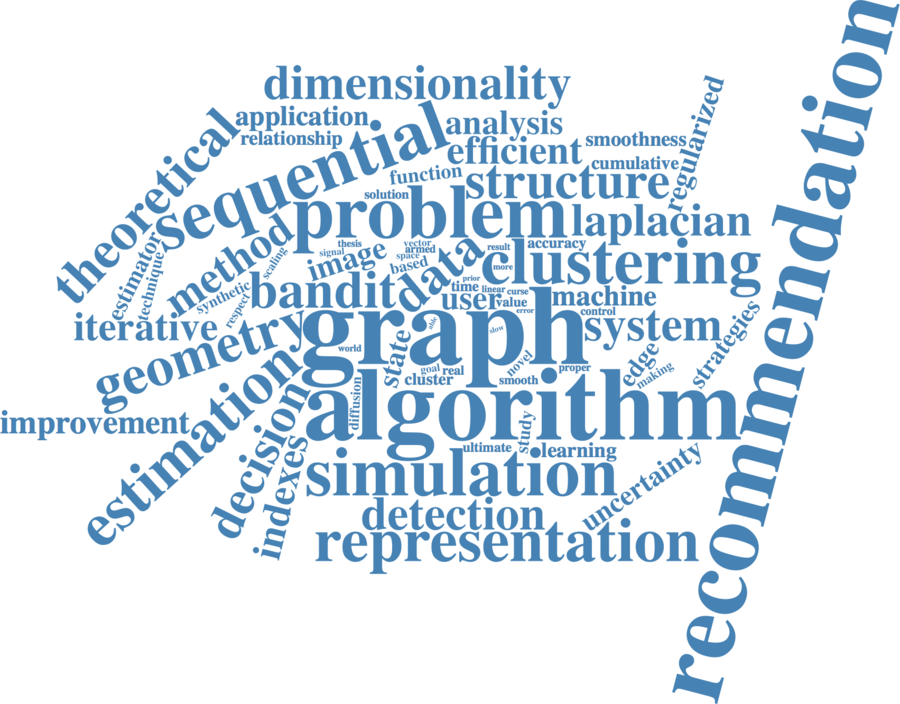 recommendation
dimensionality
regularized
application
analysis
relationship
smoothness
sequential
theoretical
efficient
cumulative
function
structure
solution
problem
laplacian
estimator
technique
method
scaling
thesis
signal
image
vector
armed
space
based
data
result
accuracy
more
clustering
synthetic
respect
bandit
prior
time
linear
curse
user
value
machine
error
control
iterative
geometry
graph
able
slow
system
strategies
world
state
goal
real
cluster
novel
smooth
proper
edge
making
improvement
estimation
decision
diffusion
algorithm
indexes
study
ultimate
learning
simulation
uncertainty
detection
representation